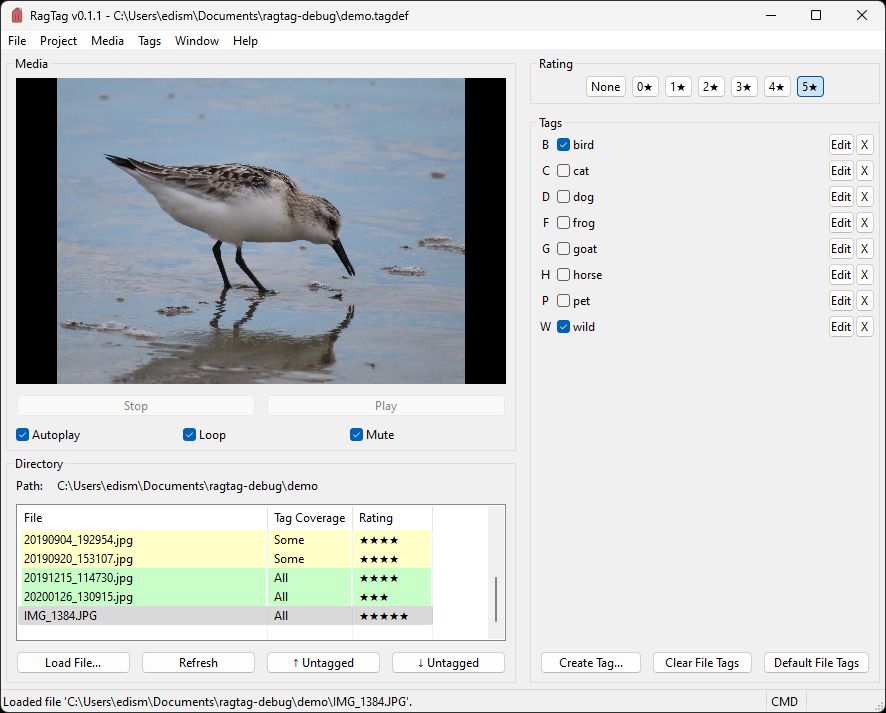 RagTag v0.1.1 - C:\Users\edism\Documents\ragtag-debug\demo.tagdef
File Project Media Tags Window Help
Media
Stop Play
Autoplay Loop Mute
Directory
Path: C:\Users\edism\Documents\ragtag-debug\demo
File Tag Coverage Rating
20190904_192954.jpg Some ★★★★
20190920_153107.jpg Some ★★★★
20191215_114730.jpg All ★★★★
20200126_130915.jpg All ★★★
IMG_1384.JPG All ★★★★★
Load File... Refresh ↑ Untagged ↓ Untagged
Rating
None 0★ 1★ 2★ 3★ 4★ 5★
Tags
B bird Edit X
C cat Edit X
D dog Edit X
F frog Edit X
G goat Edit X
H horse Edit X
P pet Edit X
W wild Edit X
Create Tag... Clear File Tags Default File Tags
Loaded file 'C:\Users\edism\Documents\ragtag-debug\demo\IMG_1384.JPG'. CMD